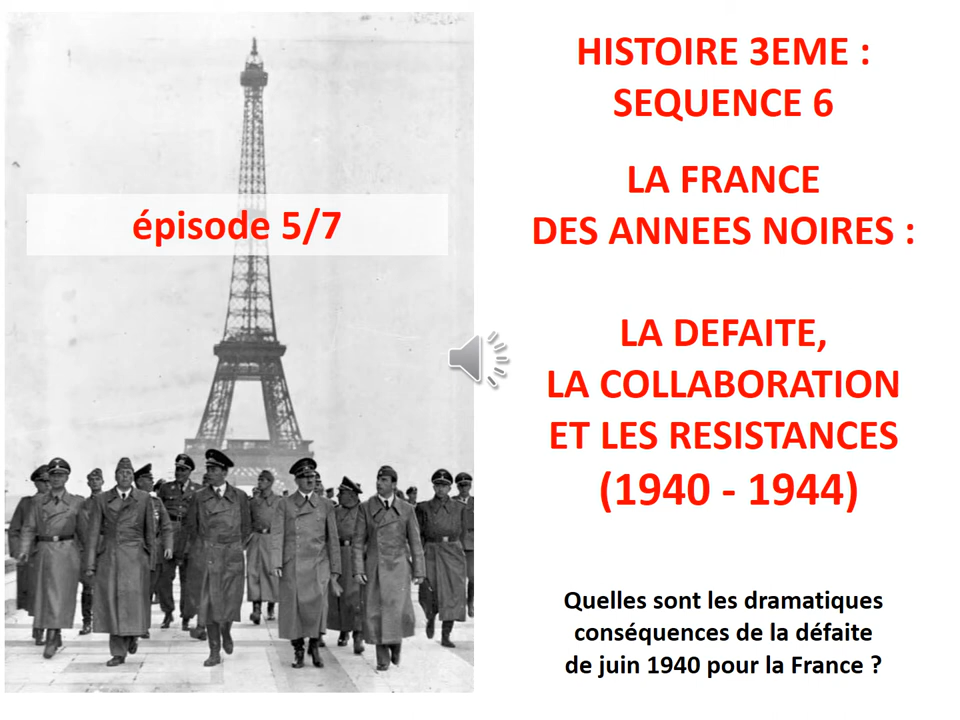 épisode 5/7
HISTOIRE 3EME :
SEQUENCE 6
LA FRANCE
DES ANNEES NOIRES :
LA DEFAITE,
LA COLLABORATION
ET LES RESISTANCES
(1940 - 1944)
Quelles sont les dramatiques
conséquences de la défaite
de juin 1940 pour la France ?